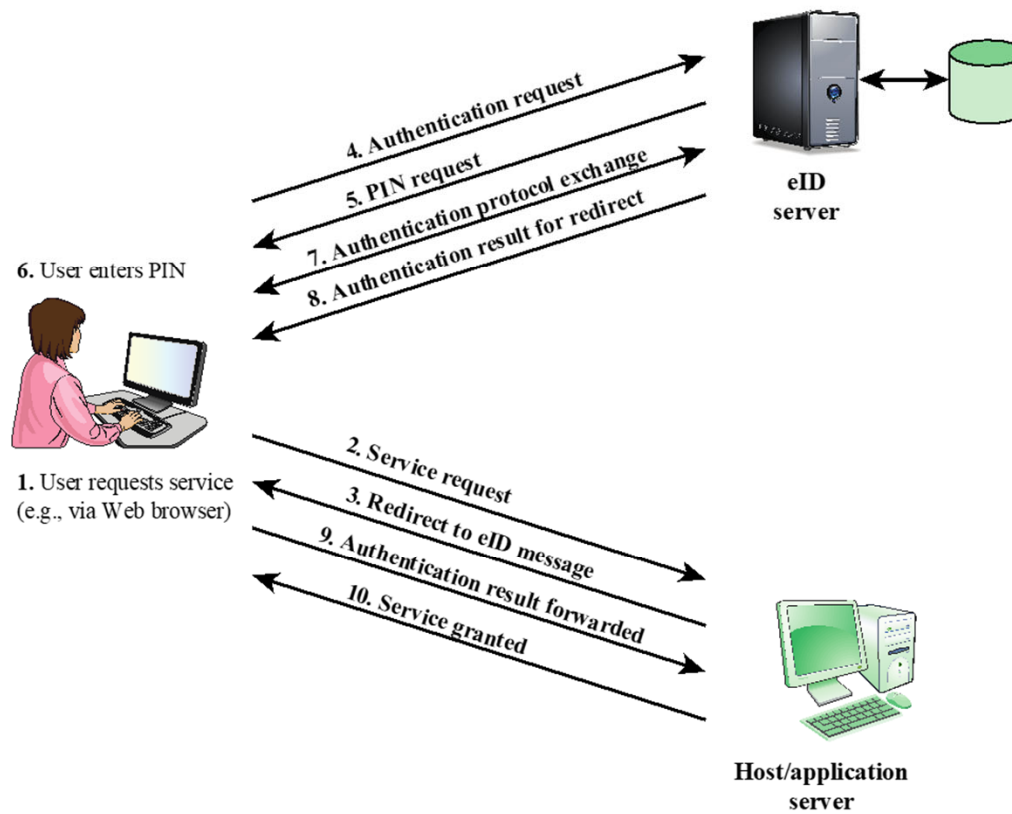 4. Authentication request
5. PIN request
7. Authentication protocol exchange
8. Authentication result for redirect
eID
server
6. User enters PIN
1. User requests service
(e.g., via Web browser)
2. Service request
3. Redirect to eID message
9. Authentication result forwarded
10. Service granted
Host/application
server